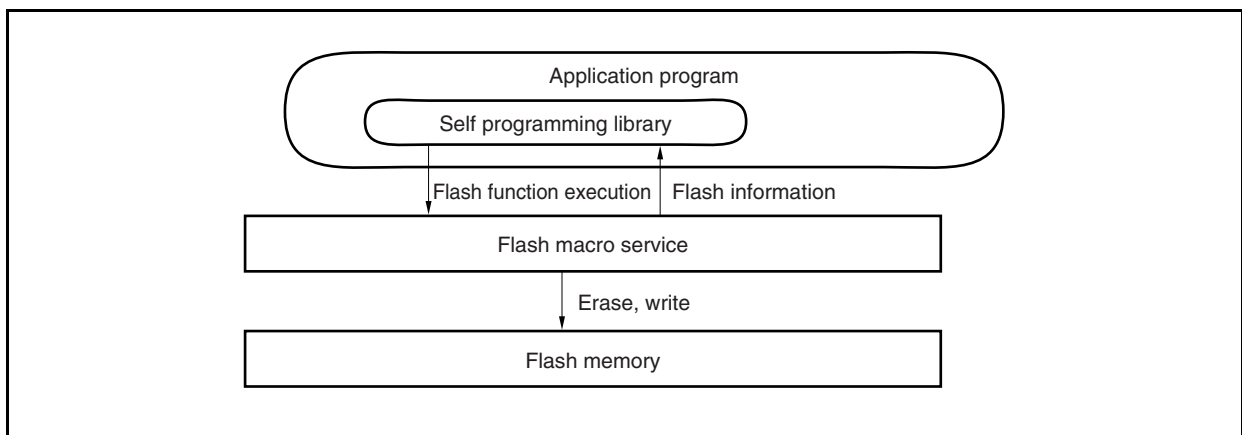 Application program
Self programming library
Flash function execution
Flash information
Flash macro service
Erase, write
Flash memory